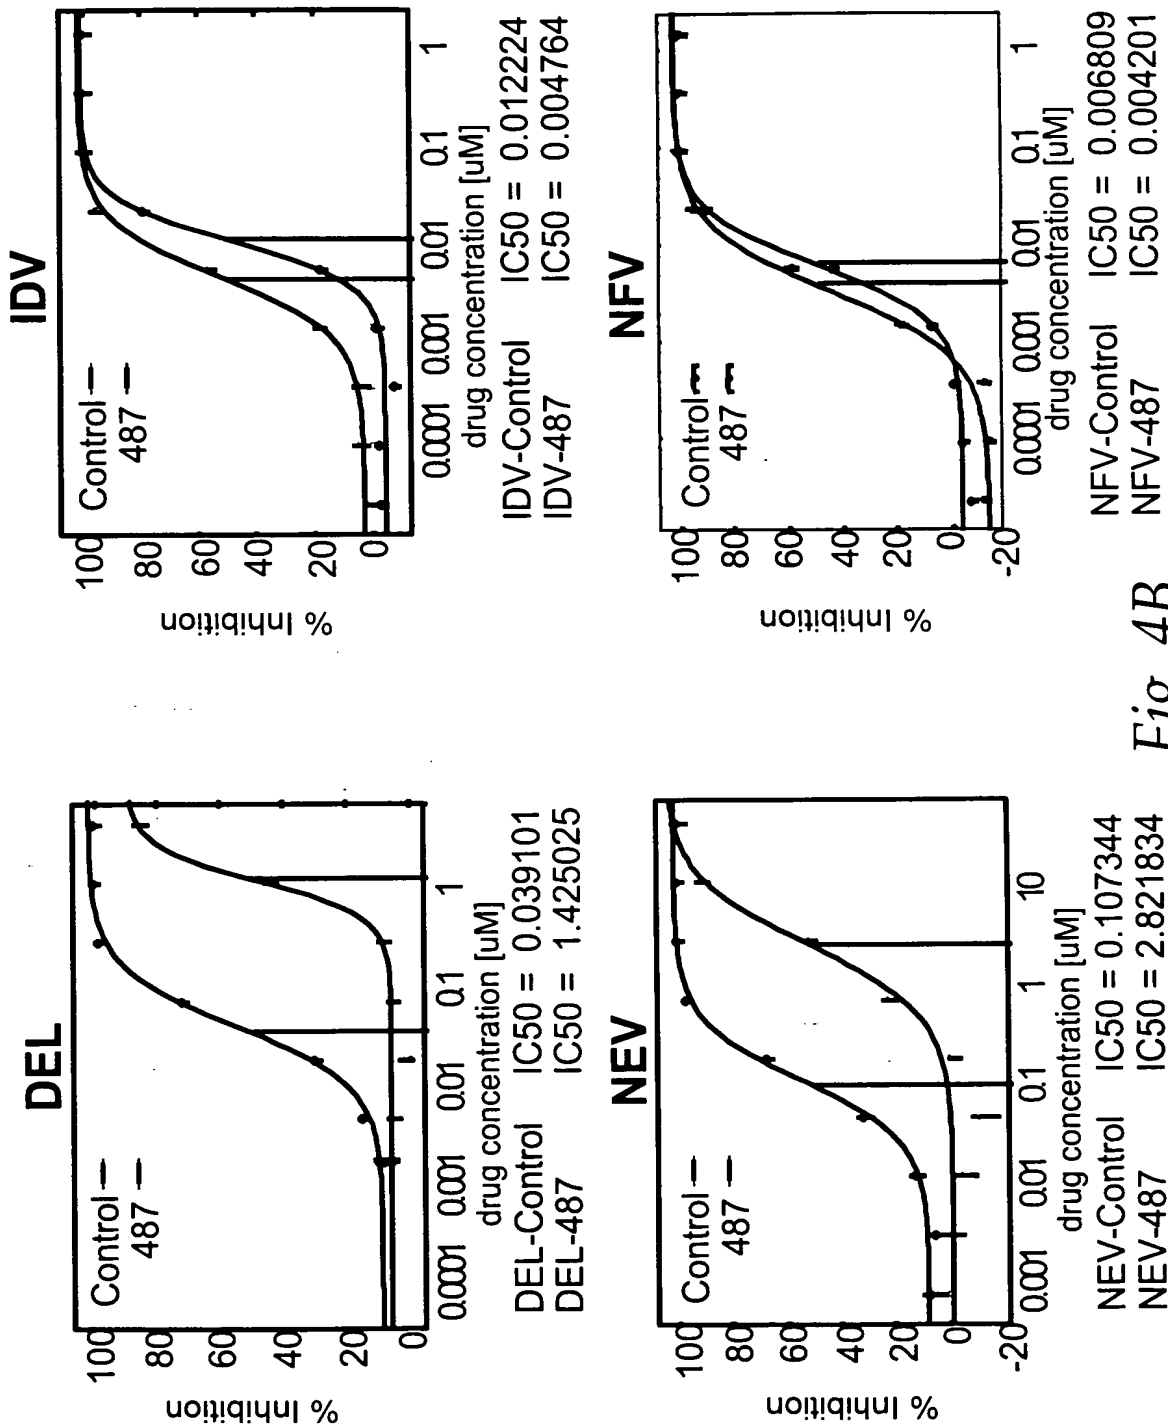 DEL
% Inhibition
100
80
60
40
20
0
Control
487
0.0001
0.001
0.01
0.1
1
drug concentration [uM]
DEL-Control IC50 = 0.039101
DEL-487 IC50 = 1.425025
IDV
% Inhibition
100
80
60
40
20
0
Control
487
0.0001
0.001
0.01
0.1
1
drug concentration [uM]
IDV-Control IC50 = 0.012224
IDV-487 IC50 = 0.004764
NEV
% Inhibition
100
80
60
40
20
0
-20
Control
487
0.001
0.01
0.1
1
10
drug concentration [uM]
NEV-Control IC50 = 0.107344
NEV-487 IC50 = 2.821834
NFV
% Inhibition
100
80
60
40
20
0
-20
Control
487
0.0001
0.001
0.01
0.1
1
drug concentration [uM]
NFV-Control IC50 = 0.006809
NFV-487 IC50 = 0.004201
Fig. 4B